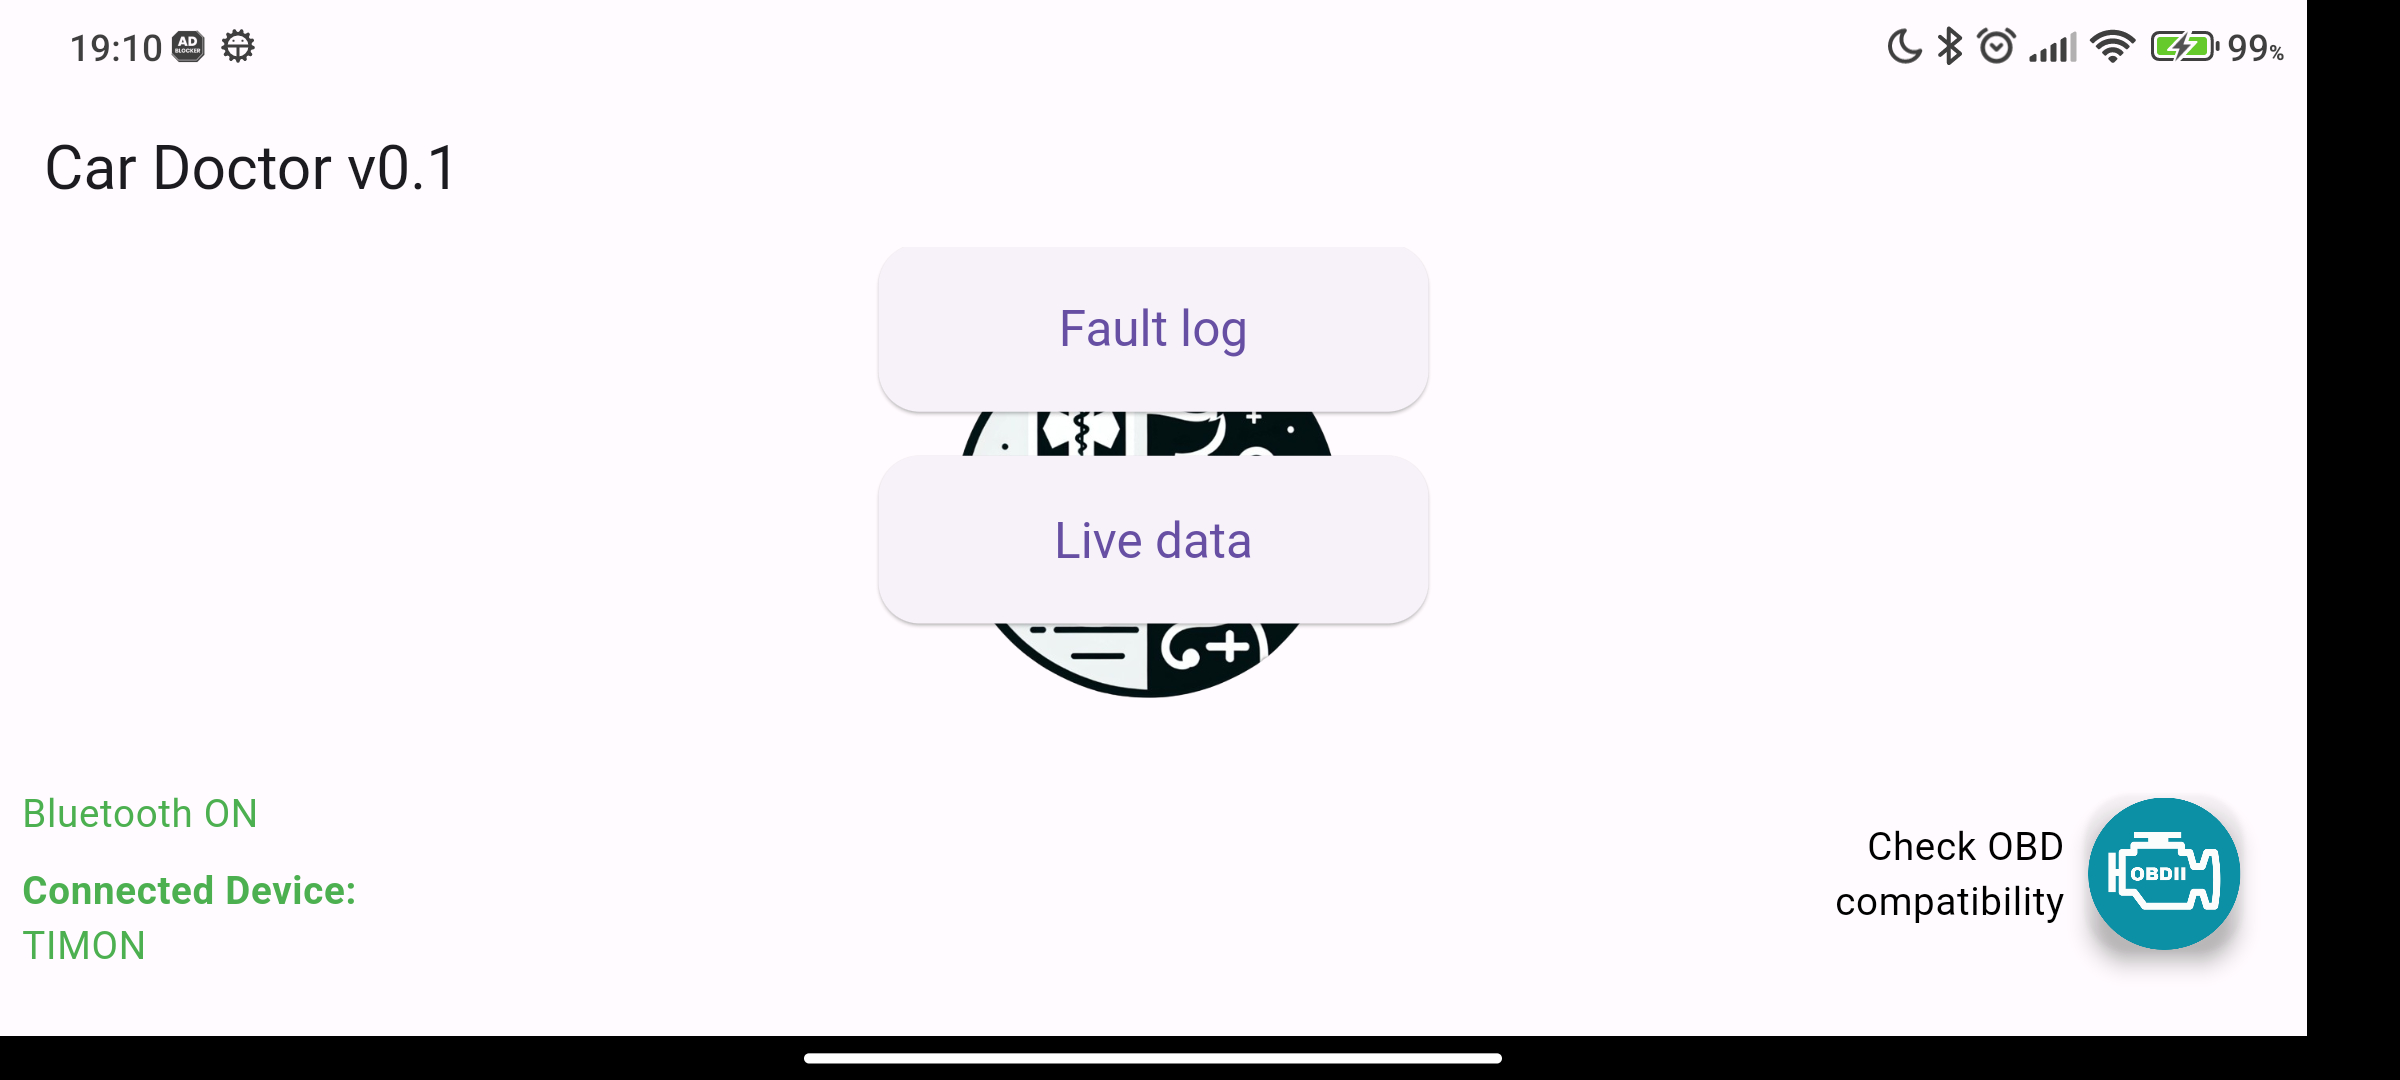 19:10 AD BLOCKER 99%
Car Doctor v0.1
Fault log
Live data
Bluetooth ON
Connected Device:
TIMON
Check OBD
compatibility
OBDII